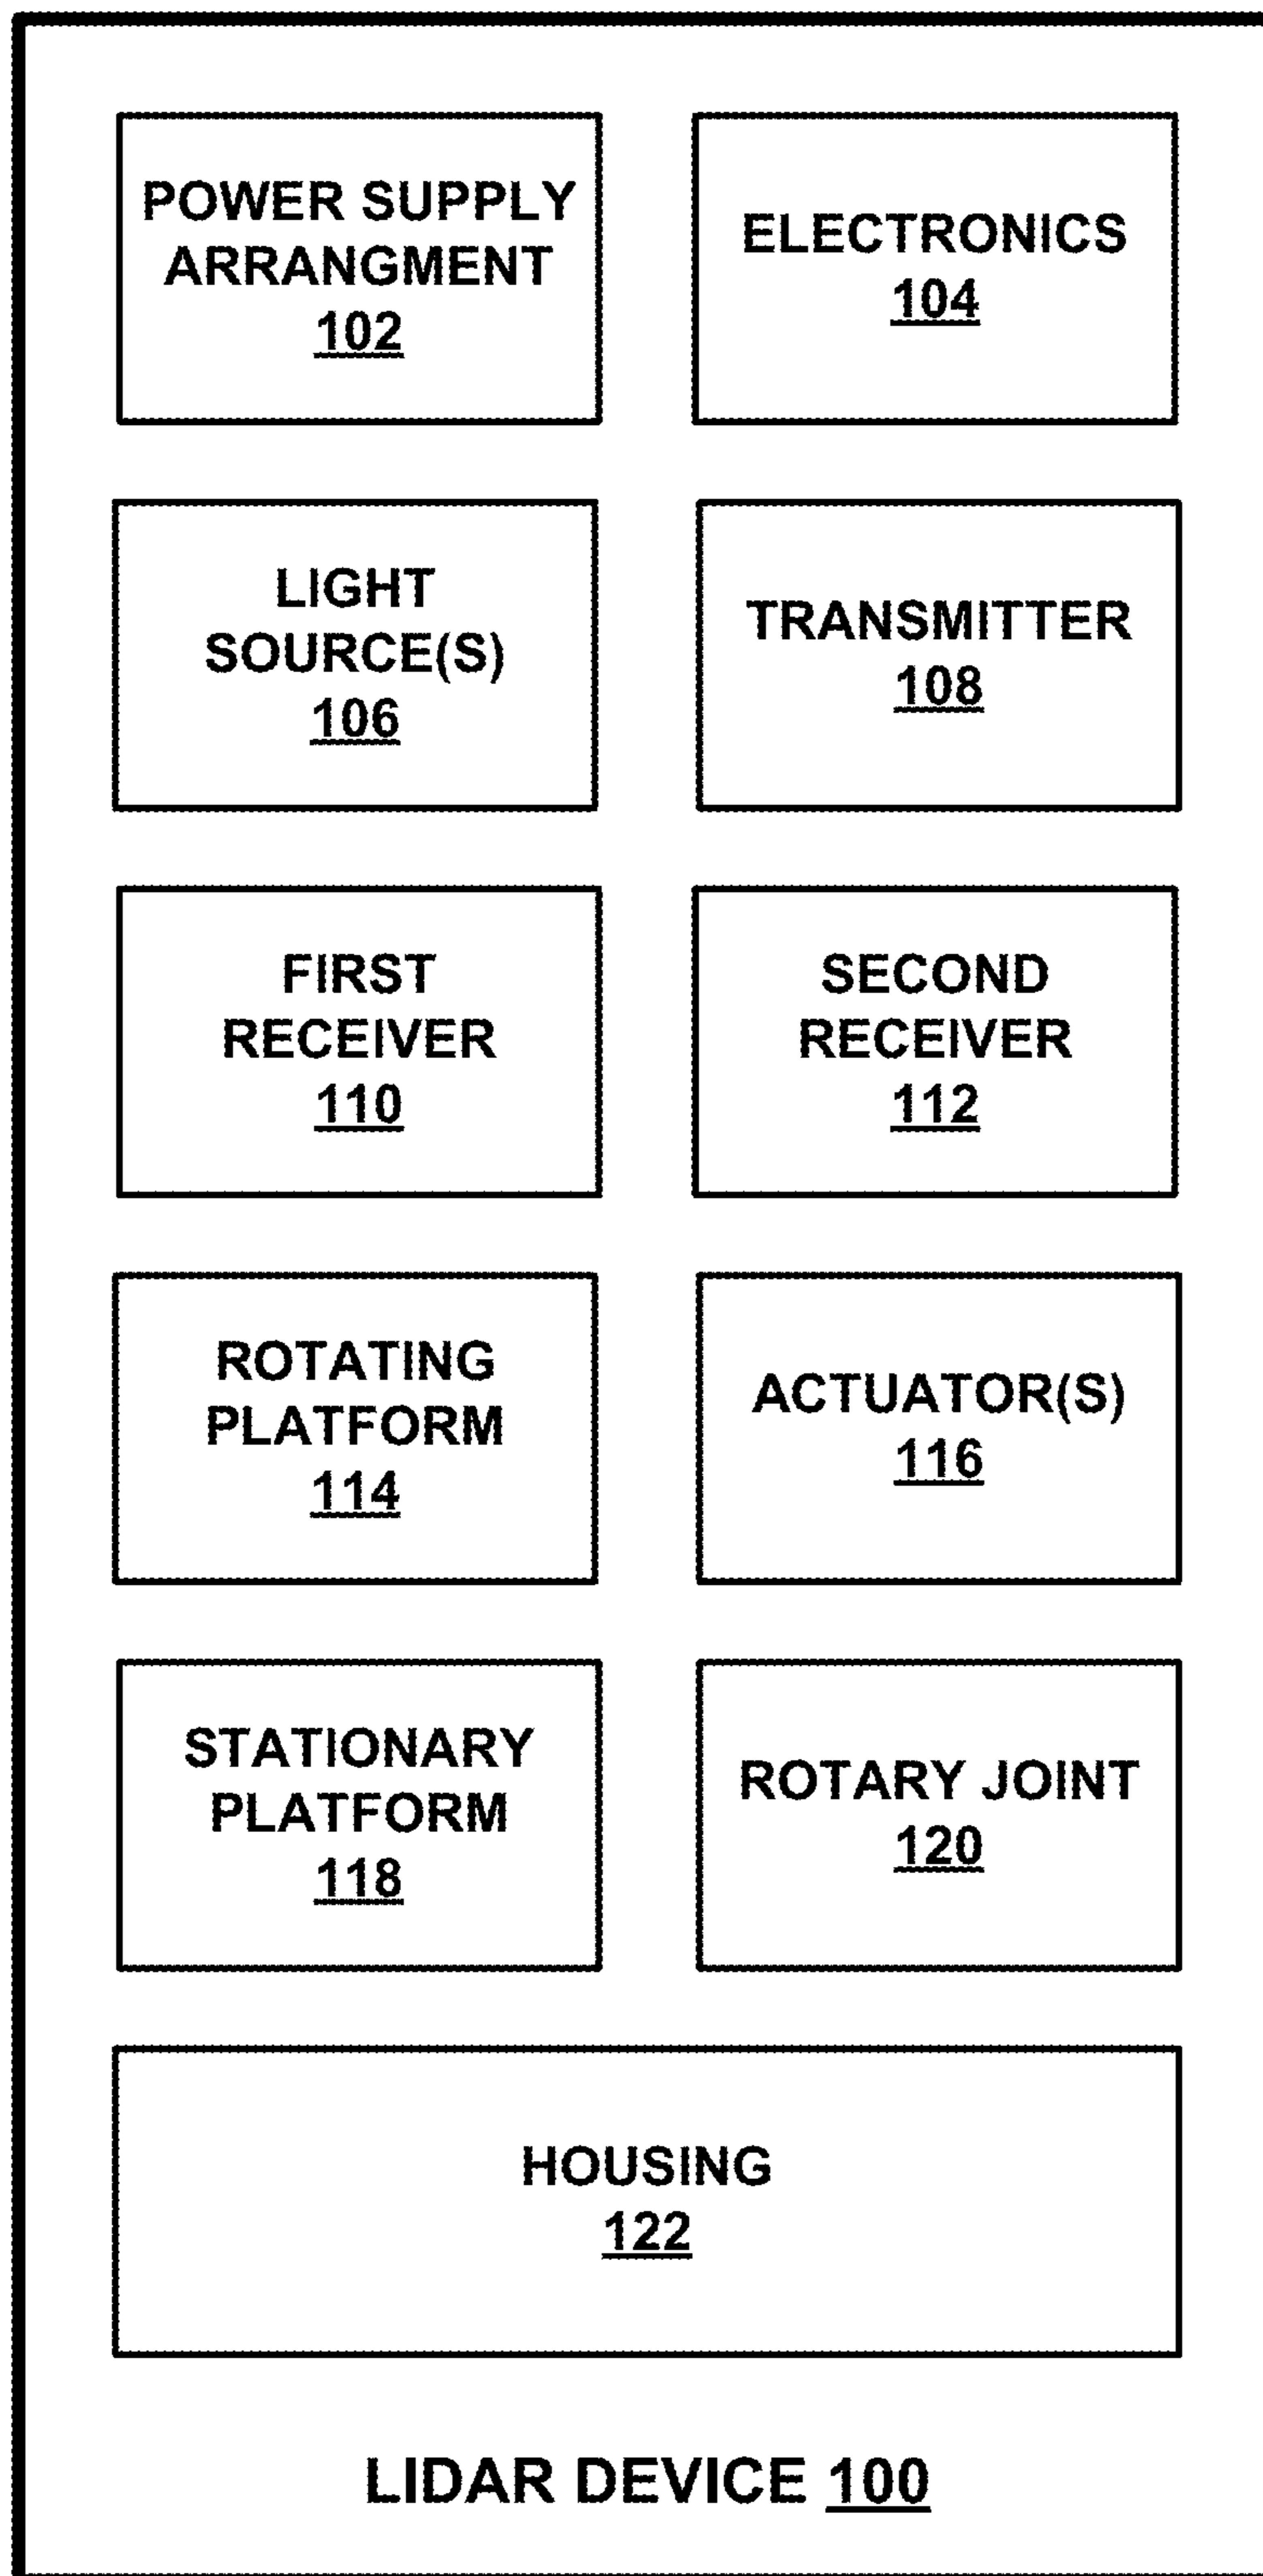 POWER SUPPLY
ARRANGMENT
102
ELECTRONICS
104
LIGHT
SOURCE(S)
106
TRANSMITTER
108
FIRST
RECEIVER
110
SECOND
RECEIVER
112
ROTATING
PLATFORM
114
ACTUATOR(S)
116
STATIONARY
PLATFORM
118
ROTARY JOINT
120
HOUSING
122
LIDAR DEVICE 100